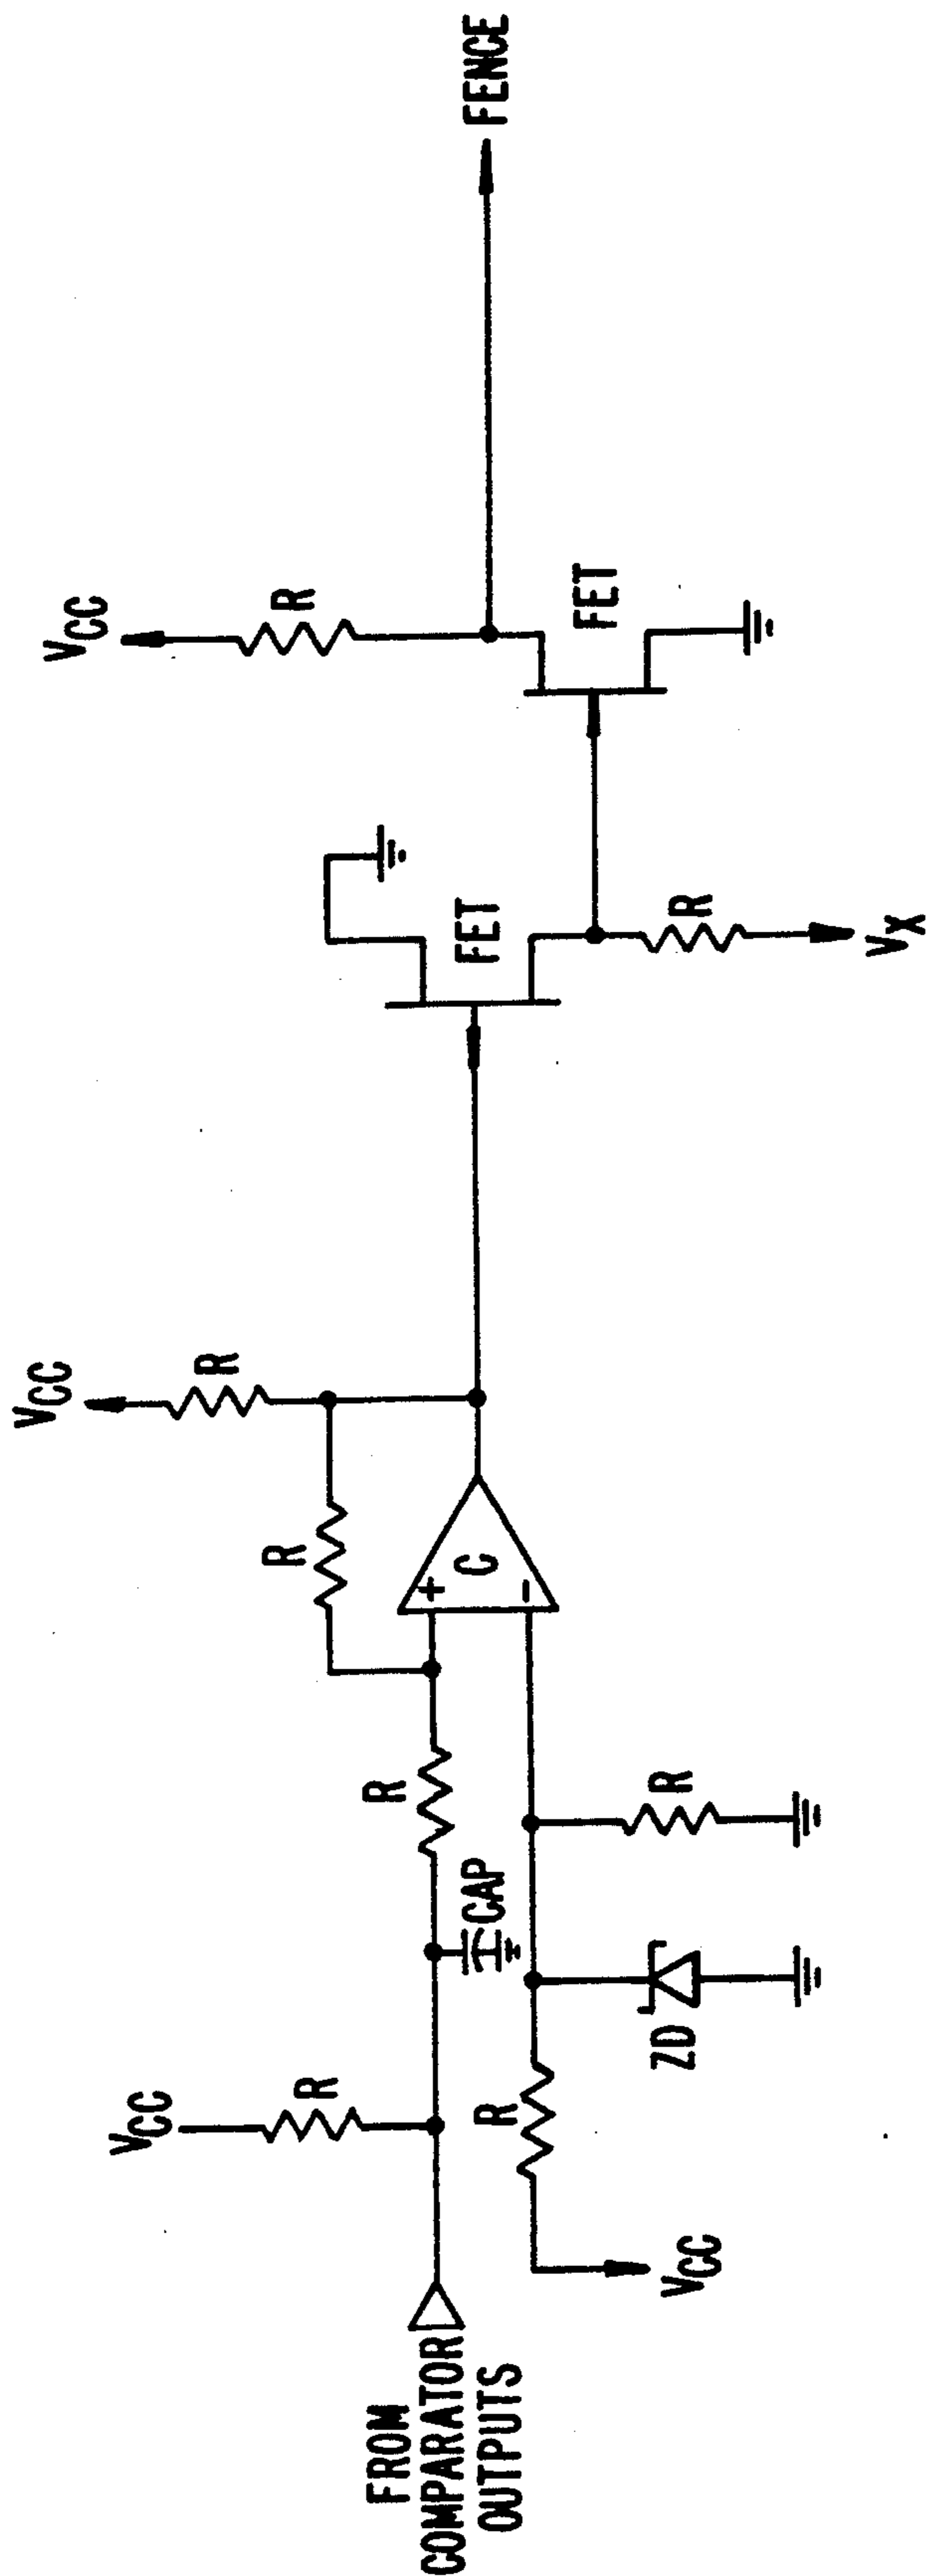 FROM
COMPARATOR
OUTPUTS
VCC
R
VCC
R
CAP
ZD
R
R
R
+
-
C
VCC
R
FET
R
VX
VCC
R
FET
FENCE